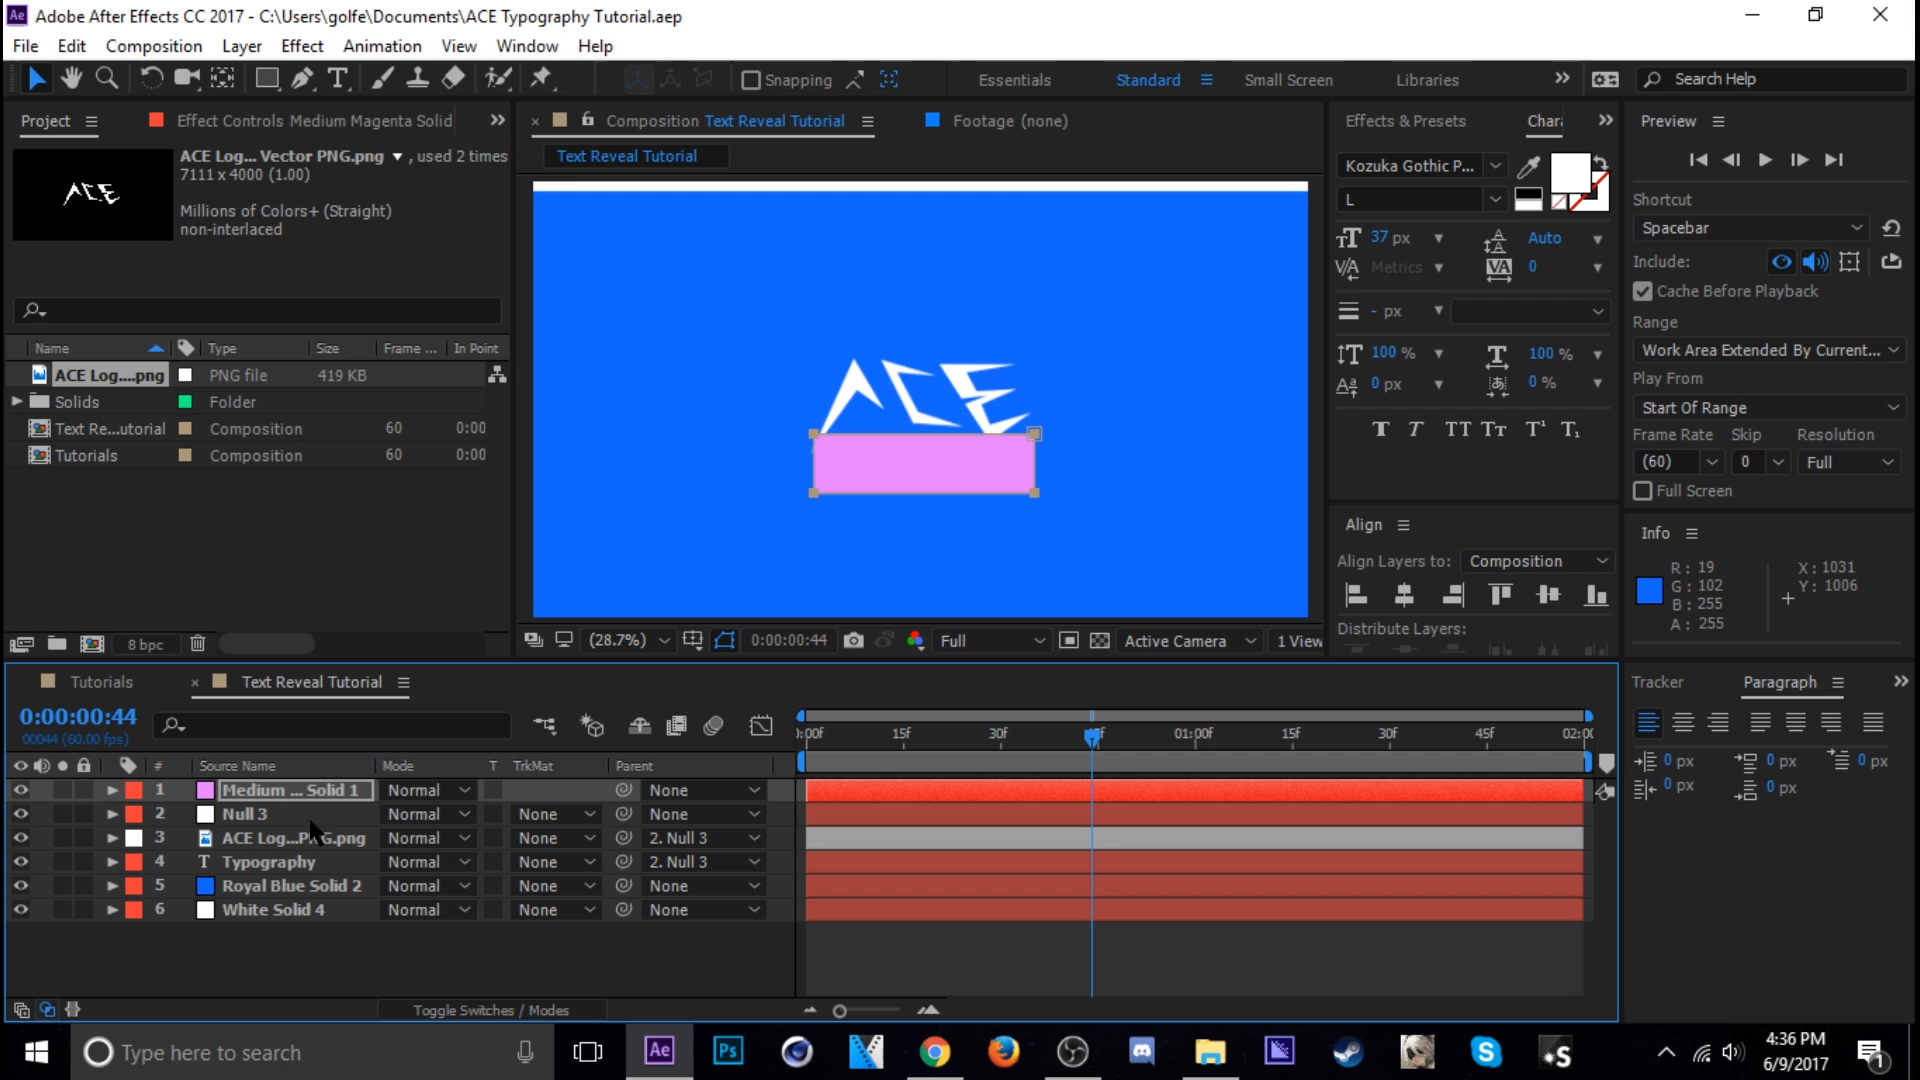 Adobe After Effects CC 2017 - C:\Users\golfe\Documents\ACE Typography Tutorial.aep
File Edit Composition Layer Effect Animation View Window Help
Snapping Essentials Standard Small Screen Libraries Search Help
Project Effect Controls Medium Magenta Solid
Composition Text Reveal Tutorial Footage (none)
Effects & Presets Preview
ACE Log... Vector PNG.png , used 2 times
7111 x 4000 (1.00)
Millions of Colors+ (Straight)
non-interlaced
Text Reveal Tutorial
ACE
ACE
Name Type Size Frame ... In Point
ACE Log....png PNG file 419 KB
Solids Folder
Text Re...utorial Composition 60 0:00
Tutorials Composition 60 0:00
8 bpc
(28.7%) 0:00:00:44 Full Active Camera 1 View
Kozuka Gothic P...
L
37 px Auto
Metrics 0
- px
100 % 100 %
0 px 0 %
Align
Align Layers to: Composition
Distribute Layers:
Shortcut
Spacebar
Include:
Cache Before Playback
Range
Work Area Extended By Current...
Play From
Start Of Range
Frame Rate Skip Resolution
(60) 0 Full
Full Screen
Info
R: 19 X: 1031
G: 102 Y: 1006
B: 255
A: 255
Tutorials Text Reveal Tutorial
0:00:00:44
00044 (60.00 fps)
15f 30f 01:00f 15f 30f 45f
# Source Name Mode T TrkMat Parent
1 Medium ... Solid 1 Normal None
2 Null 3 Normal None None
3 ACE Log...PNG.png Normal None 2. Null 3
4 T Typography Normal None 2. Null 3
5 Royal Blue Solid 2 Normal None None
6 White Solid 4 Normal None None
Toggle Switches / Modes
Tracker Paragraph
0 px 0 px 0 px
0 px 0 px
Type here to search
Ae Ps
4:36 PM
6/9/2017
1